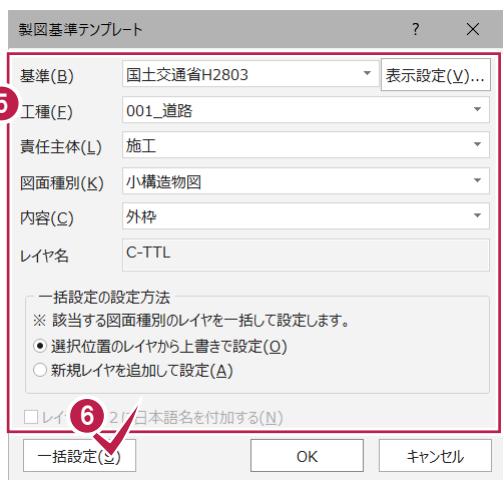 製図基準テンプレート ? ×
5
基準(B) 国土交通省H2803 表示設定(V)...
工種(F) 001_道路
責任主体(L) 施工
図面種別(K) 小構造物図
内容(C) 外枠
レイヤ名 C-TTL
一括設定の設定方法
※ 該当する図面種別のレイヤを一括して設定します。
選択位置のレイヤから上書きで設定(O)
新規レイヤを追加して設定(A)
レイ 6 2に日本語名を付加する(N)
一括設定(S) OK キャンセル